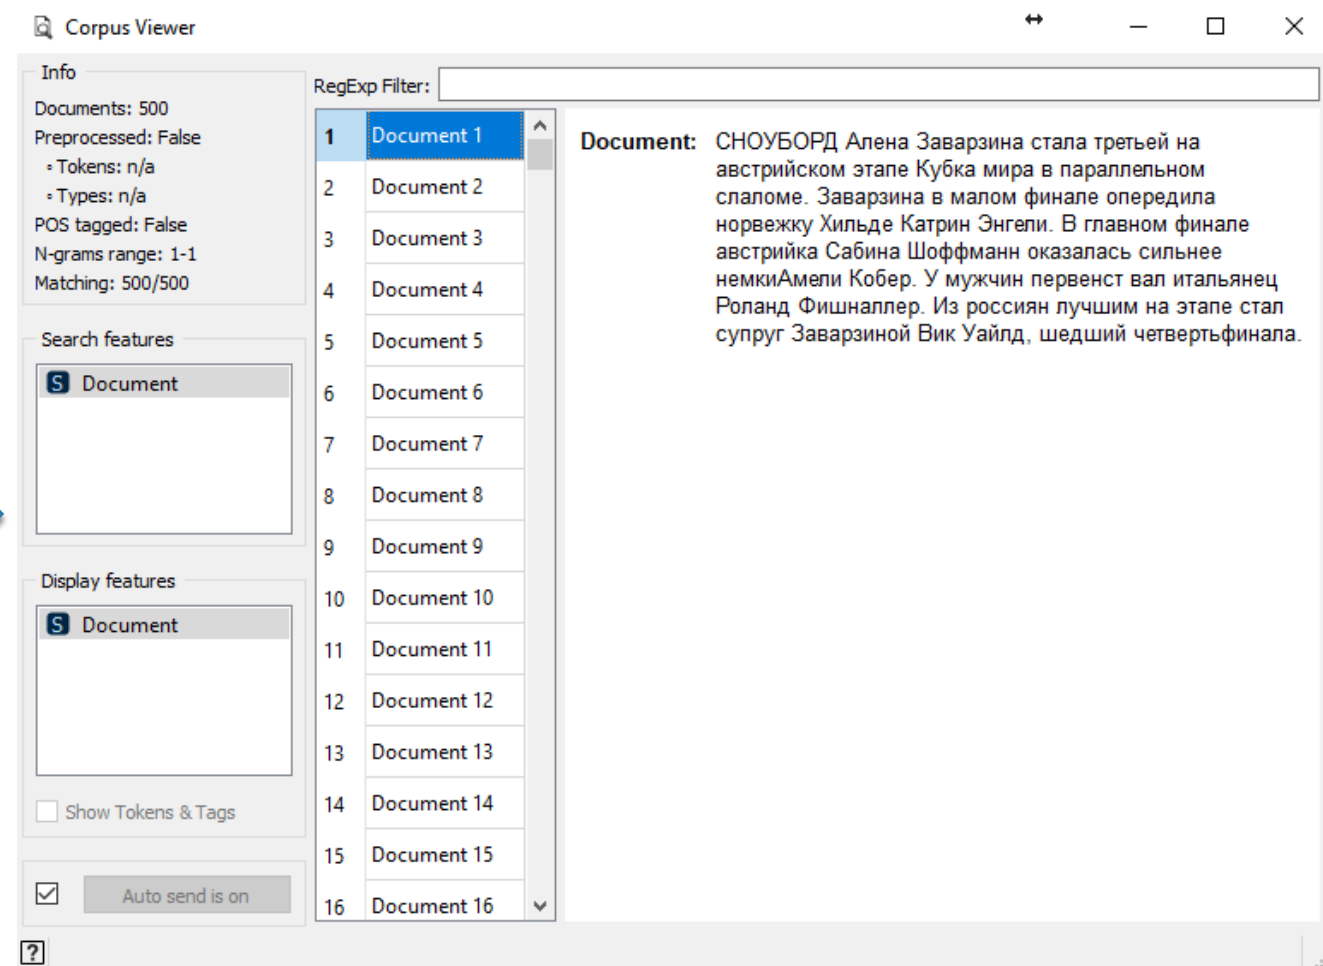 Corpus Viewer
Info
Documents: 500
Preprocessed: False
◦ Tokens: n/a
◦ Types: n/a
POS tagged: False
N-grams range: 1-1
Matching: 500/500
Search features
S Document
Display features
S Document
Show Tokens & Tags
Auto send is on
?
RegExp Filter:
1 Document 1
2 Document 2
3 Document 3
4 Document 4
5 Document 5
6 Document 6
7 Document 7
8 Document 8
9 Document 9
10 Document 10
11 Document 11
12 Document 12
13 Document 13
14 Document 14
15 Document 15
16 Document 16
Document: СНОУБОРД Алена Заварзина стала третьей на
австрийском этапе Кубка мира в параллельном
слаломе. Заварзина в малом финале опередила
норвежку Хильде Катрин Энгели. В главном финале
австрийка Сабина Шоффманн оказалась сильнее
немкиАмели Кобер. У мужчин первенст вал итальянец
Роланд Фишналлер. Из россиян лучшим на этапе стал
супруг Заварзиной Вик Уайлд, шедший четвертьфинала.